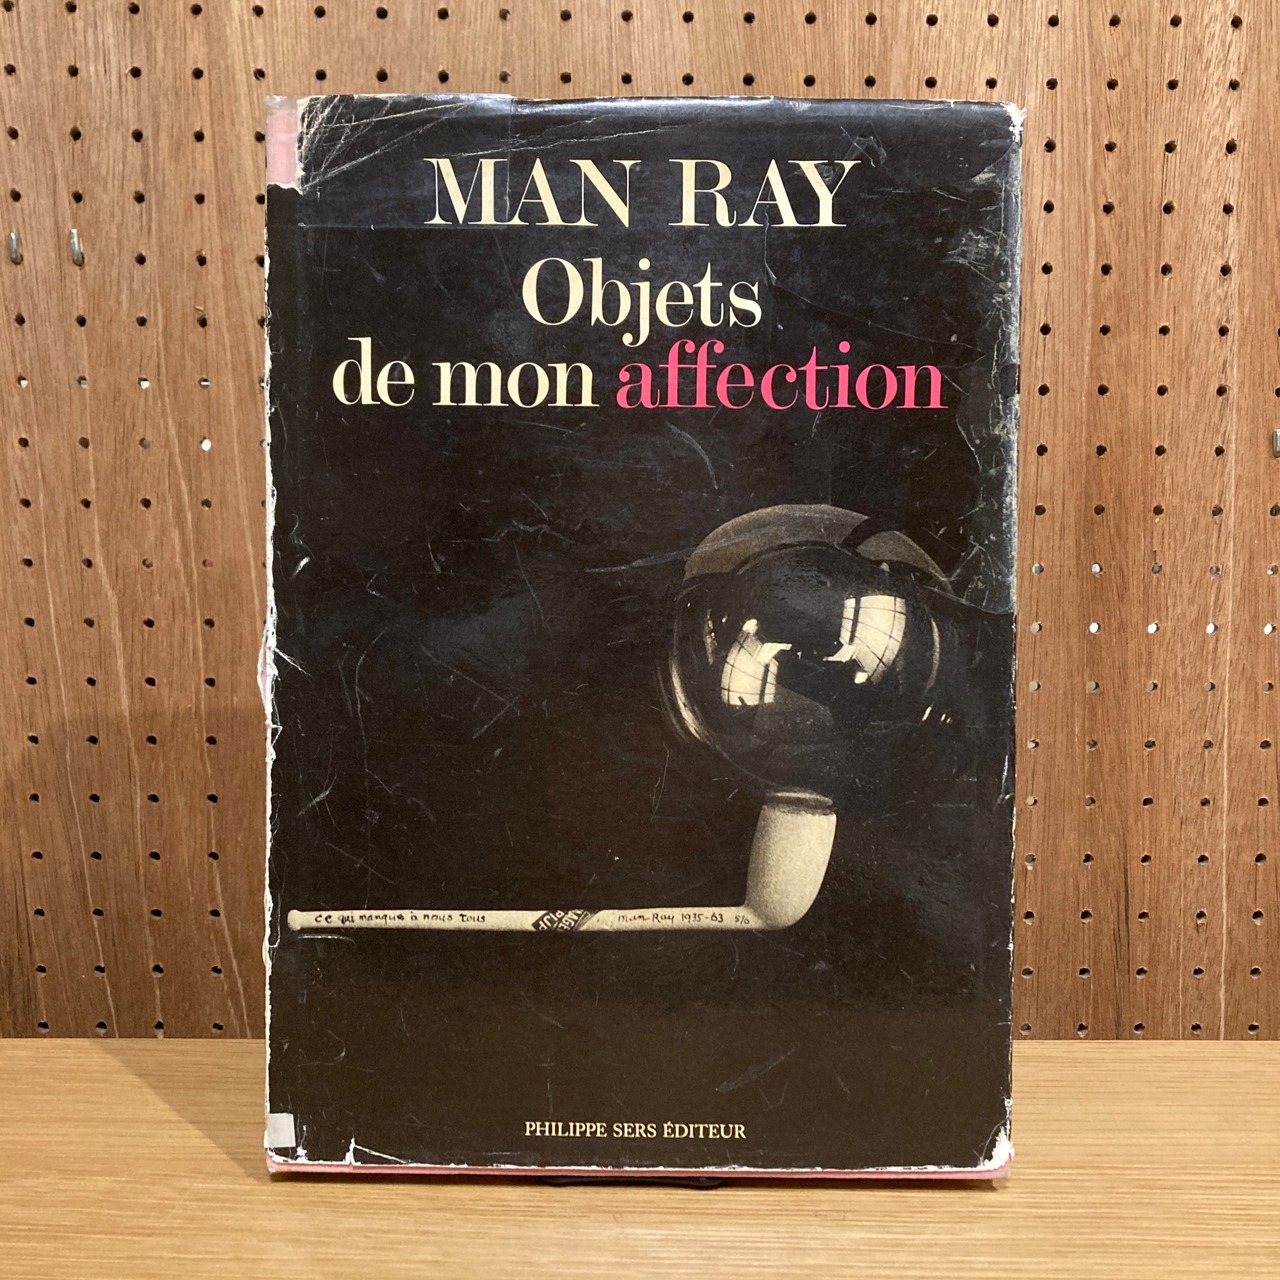 MAN RAY
Objets
de mon affection
ce qui manque à nous tous
man Ray 1935-63
PHILIPPE SERS ÉDITEUR